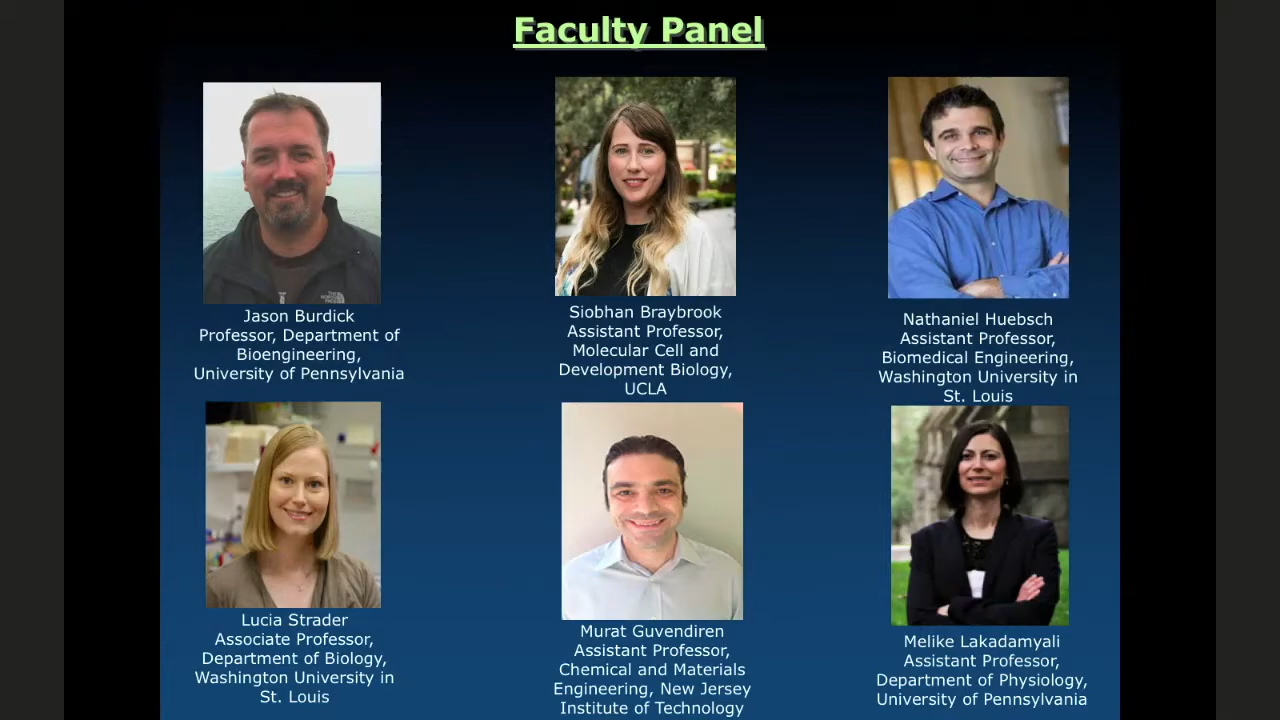 Faculty Panel
Jason Burdick
Professor, Department of
Bioengineering,
University of Pennsylvania
Siobhan Braybrook
Assistant Professor,
Molecular Cell and
Development Biology,
UCLA
Nathaniel Huebsch
Assistant Professor,
Biomedical Engineering,
Washington University in
St. Louis
Lucia Strader
Associate Professor,
Department of Biology,
Washington University in
St. Louis
Murat Guvendiren
Assistant Professor,
Chemical and Materials
Engineering, New Jersey
Institute of Technology
Melike Lakadamyali
Assistant Professor,
Department of Physiology,
University of Pennsylvania